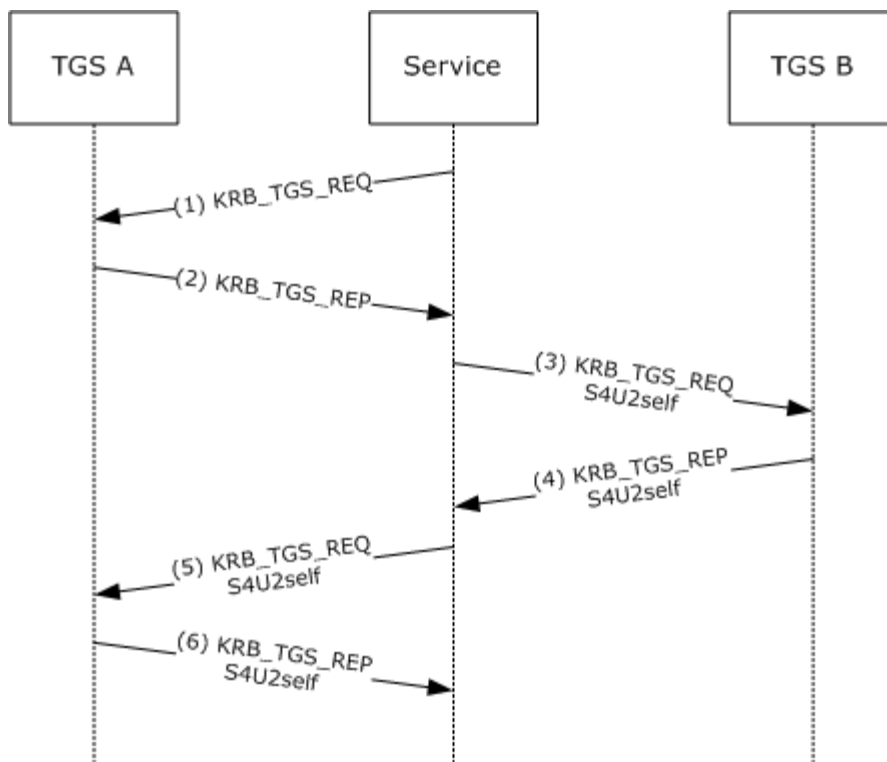 TGS A
Service
TGS B
(1) KRB_TGS_REQ
(2) KRB_TGS_REP
(3) KRB_TGS_REQ
S4U2self
(4) KRB_TGS_REP
S4U2self
(5) KRB_TGS_REQ
S4U2self
(6) KRB_TGS_REP
S4U2self